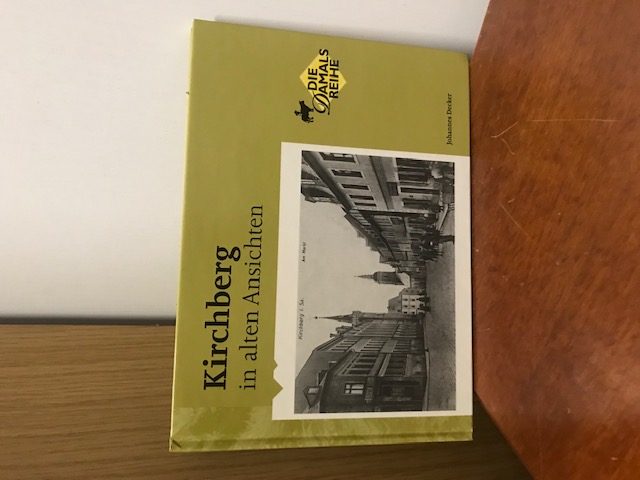 Kirchberg
in alten Ansichten
DIE
DAMALS
REIHE
Johannes Decker
Kirchberg i. Sa.
Am Markt